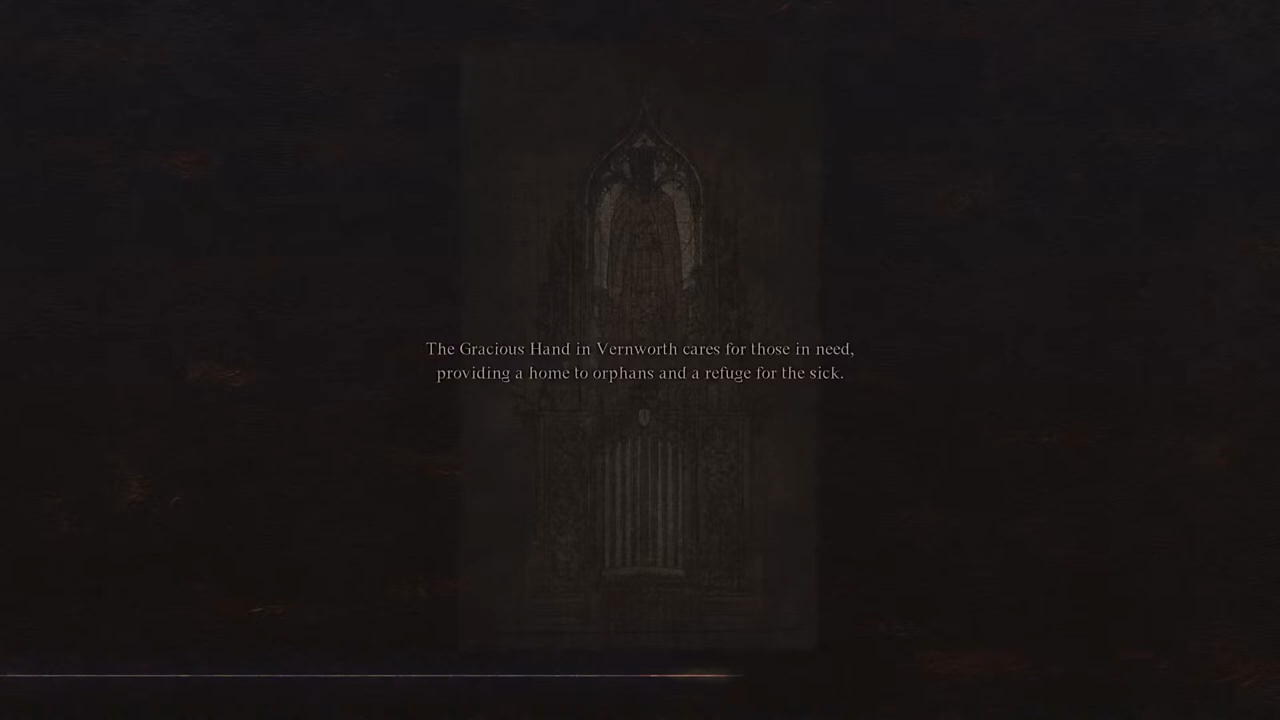 The Gracious Hand in Vernworth cares for those in need,
providing a home to orphans and a refuge for the sick.